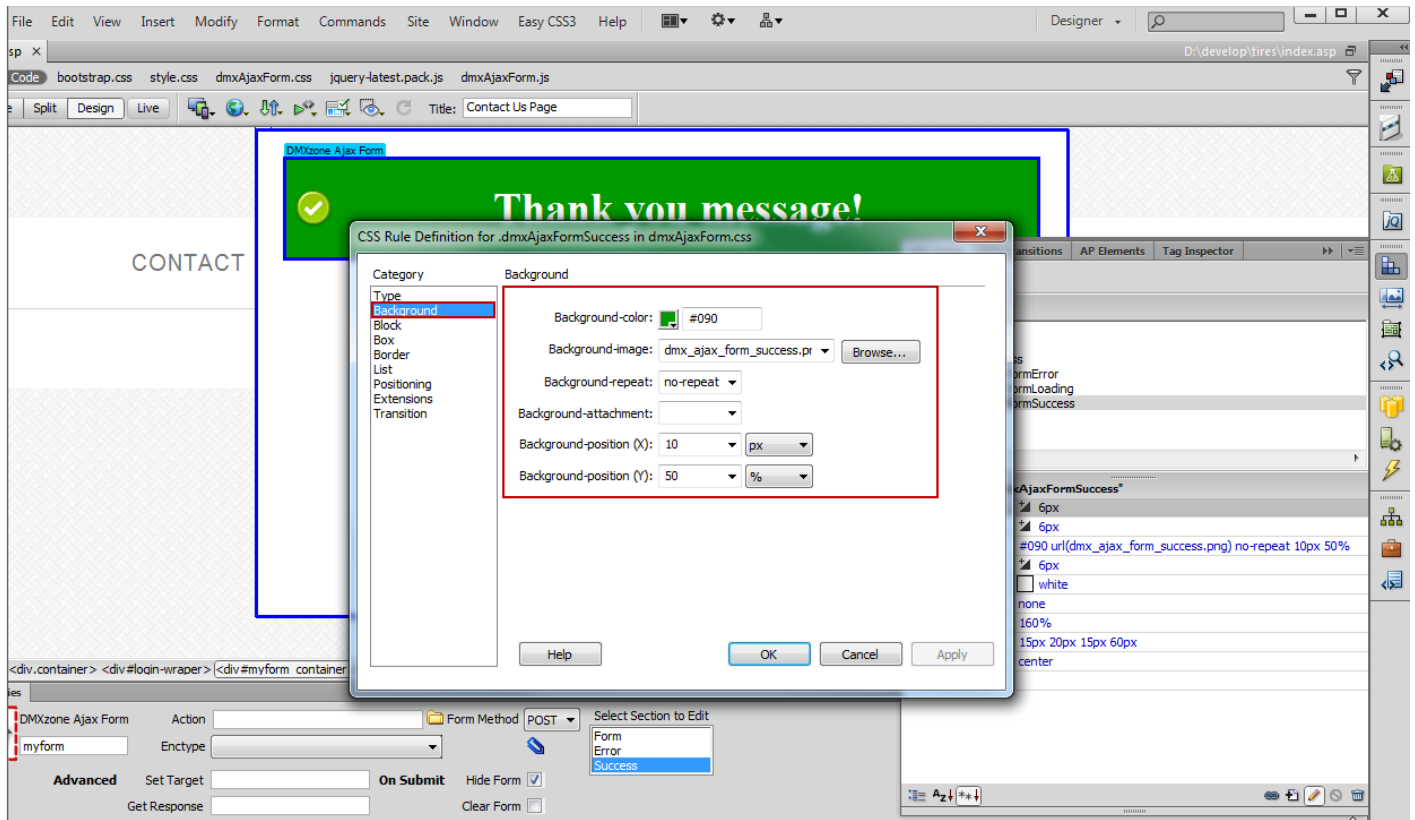 File Edit View Insert Modify Format Commands Site Window Easy CSS3 Help Designer
sp × D:\develop\tires\index.asp
Code bootstrap.css style.css dmxAjaxForm.css jquery-latest.pack.js dmxAjaxForm.js
Split Design Live Title: Contact Us Page
DMXzone Ajax Form
Thank you message!
CONTACT
CSS Rule Definition for .dmxAjaxFormSuccess in dmxAjaxForm.css
Category Background
Type
Background
Block
Box
Border
List
Positioning
Extensions
Transition
Background-color: #090
Background-image: dmx_ajax_form_success.pr Browse...
Background-repeat: no-repeat
Background-attachment:
Background-position (X): 10 px
Background-position (Y): 50 %
Help OK Cancel Apply
ansitions AP Elements Tag Inspector
ss
ormError
ormLoading
ormSuccess
xAjaxFormSuccess"
6px
6px
#090 url(dmx_ajax_form_success.png) no-repeat 10px 50%
6px
white
none
160%
15px 20px 15px 60px
center
<div.container> <div#login-wraper> <div#myform container
ies
DMXzone Ajax Form Action Form Method POST Select Section to Edit
myform Enctype
Form
Error
Success
Advanced Set Target On Submit Hide Form
Get Response Clear Form